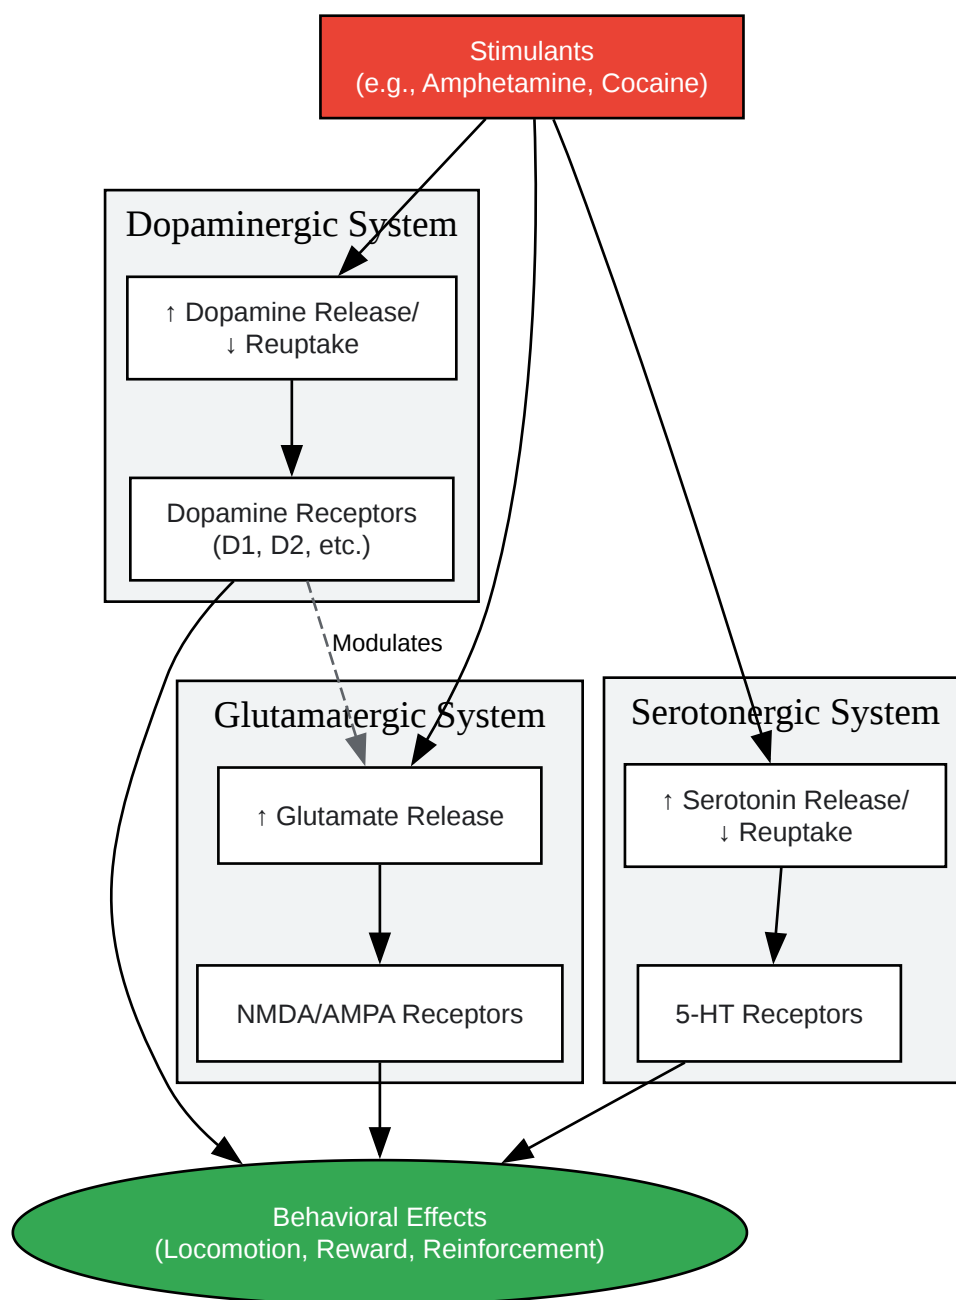 Stimulants
(e.g., Amphetamine, Cocaine)
Dopaminergic System
↑ Dopamine Release/
↓ Reuptake
Dopamine Receptors
(D1, D2, etc.)
Modulates
Glutamatergic System
Serotonergic System
↑ Glutamate Release
↑ Serotonin Release/
↓ Reuptake
NMDA/AMPA Receptors
5-HT Receptors
Behavioral Effects
(Locomotion, Reward, Reinforcement)